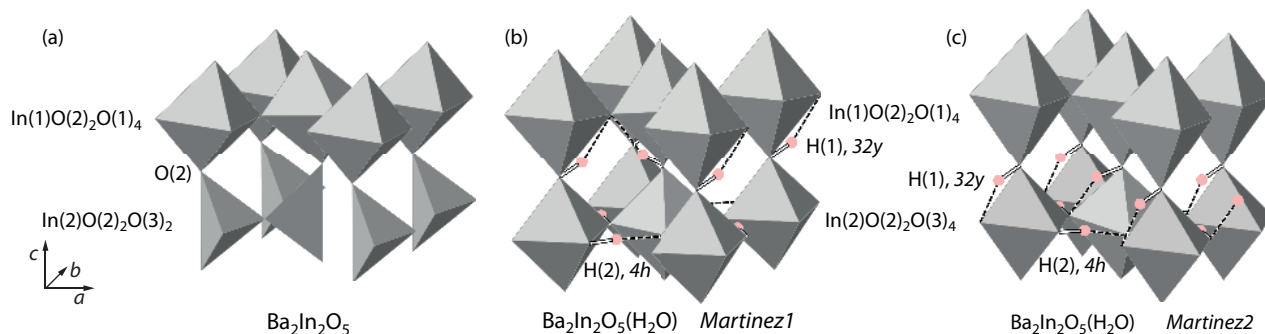 (a)
In(1)O(2)₂O(1)₄
O(2)
In(2)O(2)₂O(3)₂
c
b
a
Ba₂In₂O₅
(b)
In(1)O(2)₂O(1)₄
H(1), 32y
In(2)O(2)₂O(3)₄
H(2), 4h
Ba₂In₂O₅(H₂O) Martinez1
(c)
H(1), 32y
H(2), 4h
Ba₂In₂O₅(H₂O) Martinez2